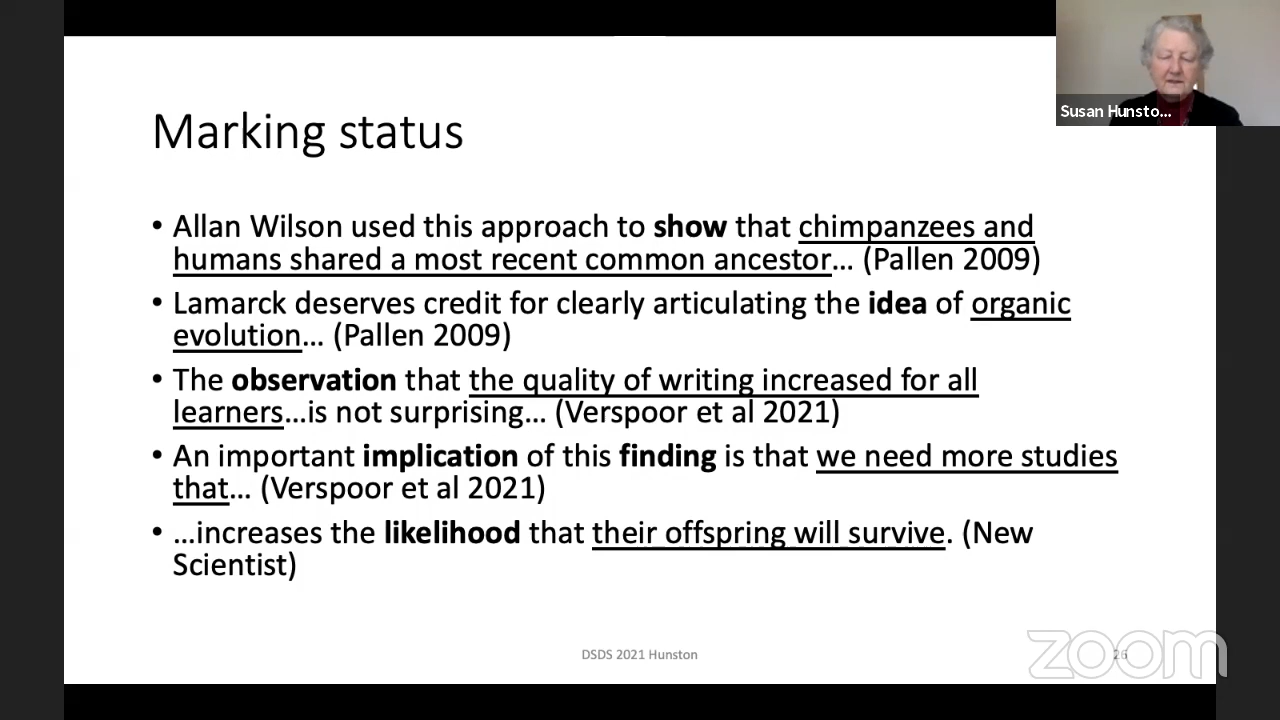 Susan Hunsto...
Marking status
• Allan Wilson used this approach to show that chimpanzees and
humans shared a most recent common ancestor... (Pallen 2009)
• Lamarck deserves credit for clearly articulating the idea of organic
evolution... (Pallen 2009)
• The observation that the quality of writing increased for all
learners...is not surprising... (Verspoor et al 2021)
• An important implication of this finding is that we need more studies
that... (Verspoor et al 2021)
• ...increases the likelihood that their offspring will survive. (New
Scientist)
DSDS 2021 Hunston
26
zoom